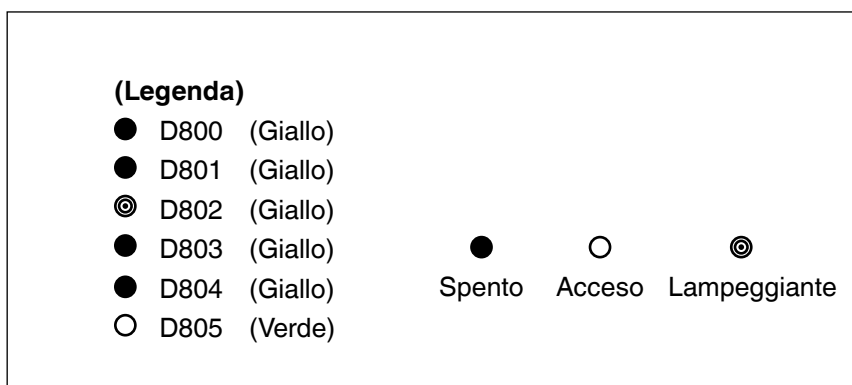 (Legenda)
D800 (Giallo)
D801 (Giallo)
D802 (Giallo)
D803 (Giallo)
D804 (Giallo)
D805 (Verde)
Spento Acceso Lampeggiante